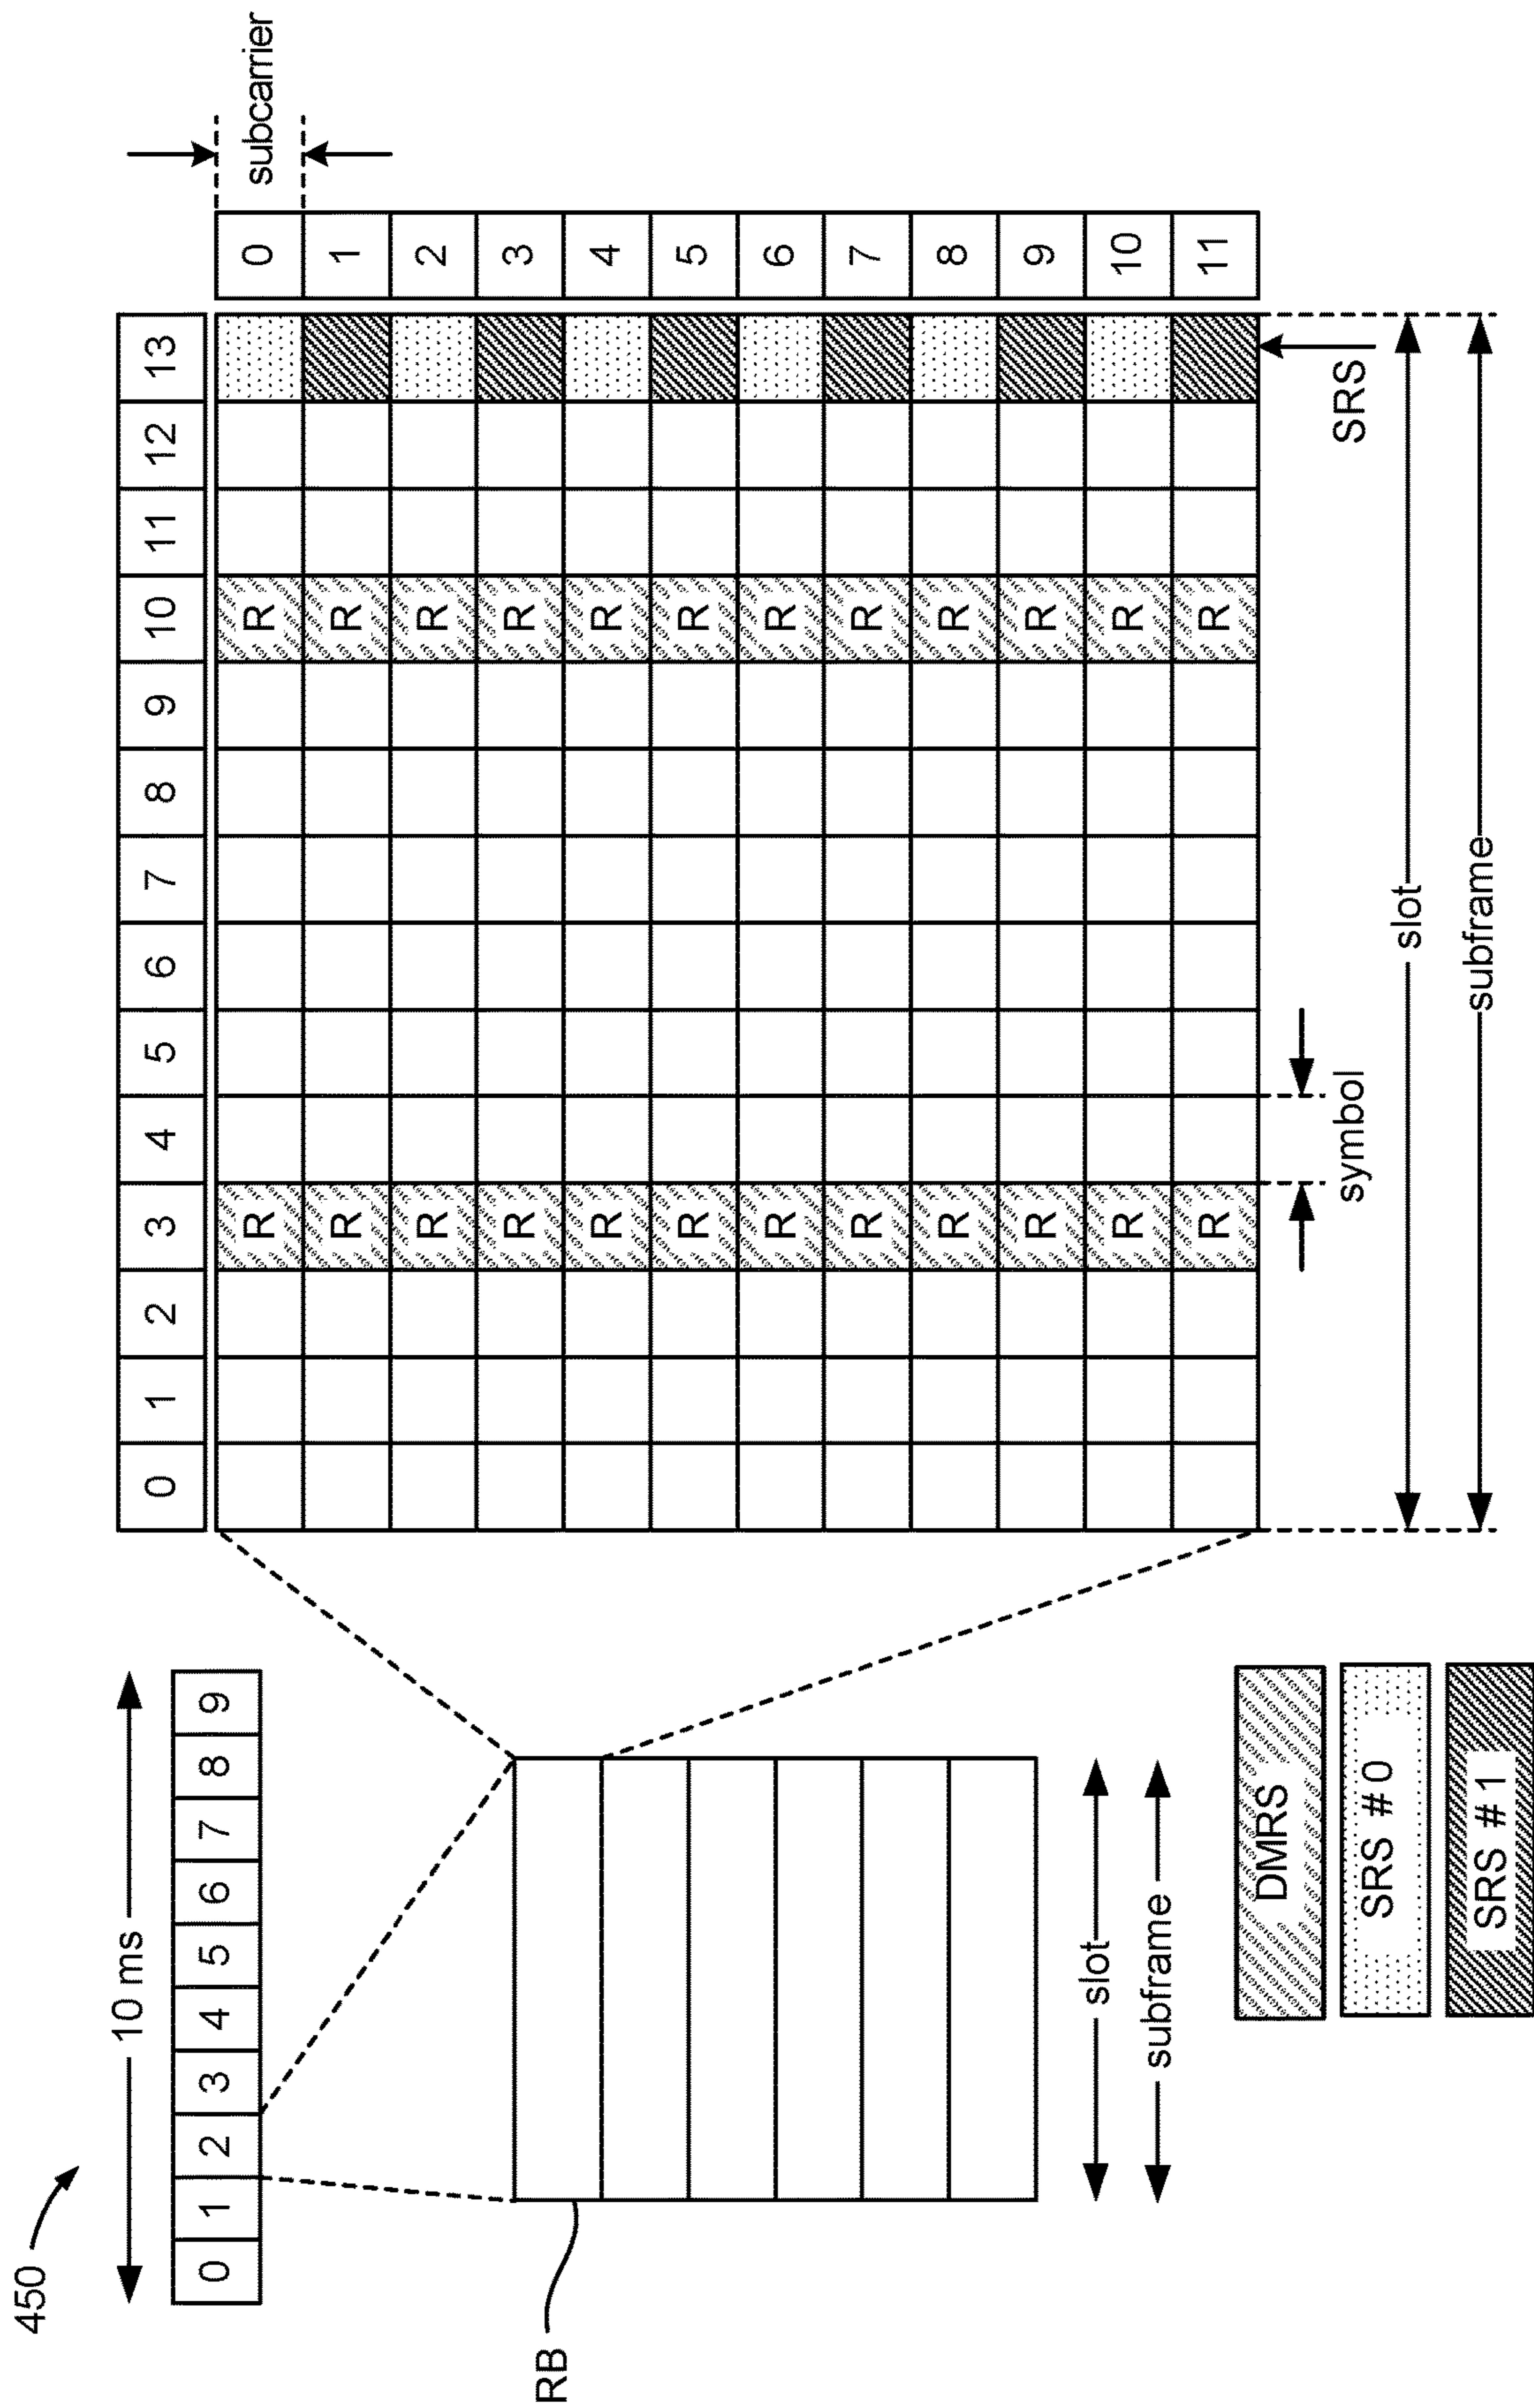 450
10 ms
0 1 2 3 4 5 6 7 8 9
RB
slot
subframe
DMRS
SRS # 0
SRS # 1
0 1 2 3 4 5 6 7 8 9 10 11 12 13
subcarrier
R R 0
R R 1
R R 2
R R 3
R R 4
R R 5
R R 6
R R 7
R R 8
R R 9
R R 10
R R 11
symbol
SRS
slot
subframe